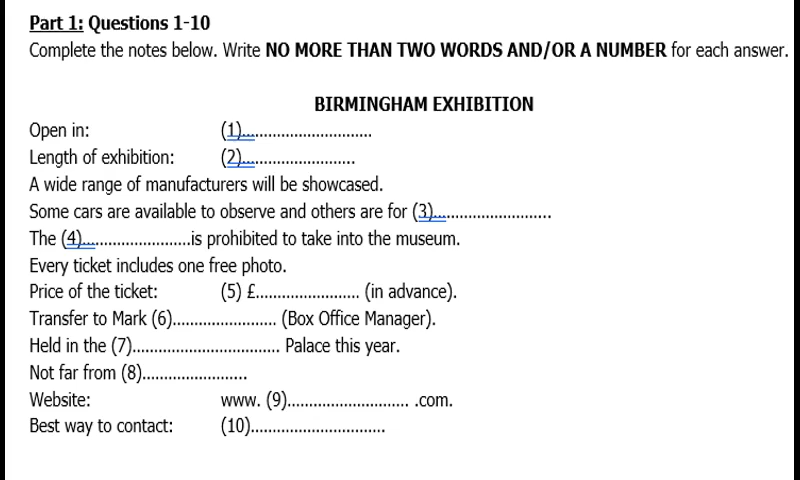 Part 1: Questions 1-10
Complete the notes below. Write NO MORE THAN TWO WORDS AND/OR A NUMBER for each answer.
BIRMINGHAM EXHIBITION
Open in: (1)..............................
Length of exhibition: (2)..........................
A wide range of manufacturers will be showcased.
Some cars are available to observe and others are for (3)...........................
The (4)........................is prohibited to take into the museum.
Every ticket includes one free photo.
Price of the ticket: (5) £........................ (in advance).
Transfer to Mark (6)........................ (Box Office Manager).
Held in the (7).................................. Palace this year.
Not far from (8)........................
Website: www. (9)............................ .com.
Best way to contact: (10)...............................